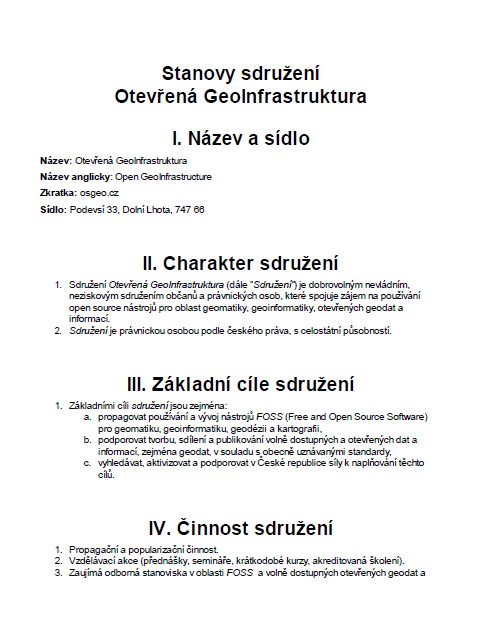 Stanovy sdružení
Otevřená GeoInfrastruktura
I. Název a sídlo
Název: Otevřená GeoInfrastruktura
Název anglicky: Open GeoInfrastructure
Zkratka: osgeo.cz
Sídlo: Podevsí 33, Dolní Lhota, 747 66
II. Charakter sdružení
1. Sdružení Otevřená GeoInfrastruktura (dále "Sdružení") je dobrovolným nevládním,
neziskovým sdružením občanů a právnických osob, které spojuje zájem na používání
open source nástrojů pro oblast geomatiky, geoinformatiky, otevřených geodat a
informací.
2. Sdružení je právnickou osobou podle českého práva, s celostátní působností.
III. Základní cíle sdružení
1. Základními cíli sdružení jsou zejména:
a. propagovat používání a vývoj nástrojů FOSS (Free and Open Source Software)
pro geomatiku, geoinformatiku, geodézii a kartografii,
b. podporovat tvorbu, sdílení a publikování volně dostupných a otevřených dat a
informací, zejména geodat, v souladu s obecně uznávanými standardy,
c. vyhledávat, aktivizovat a podporovat v České republice síly k naplňování těchto
cílů.
IV. Činnost sdružení
1. Propagační a popularizační činnost.
2. Vzdělávací akce (přednášky, semináře, krátkodobé kurzy, akreditovaná školení).
3. Zaujímá odborná stanoviska v oblasti FOSS a volně dostupných otevřených geodat a